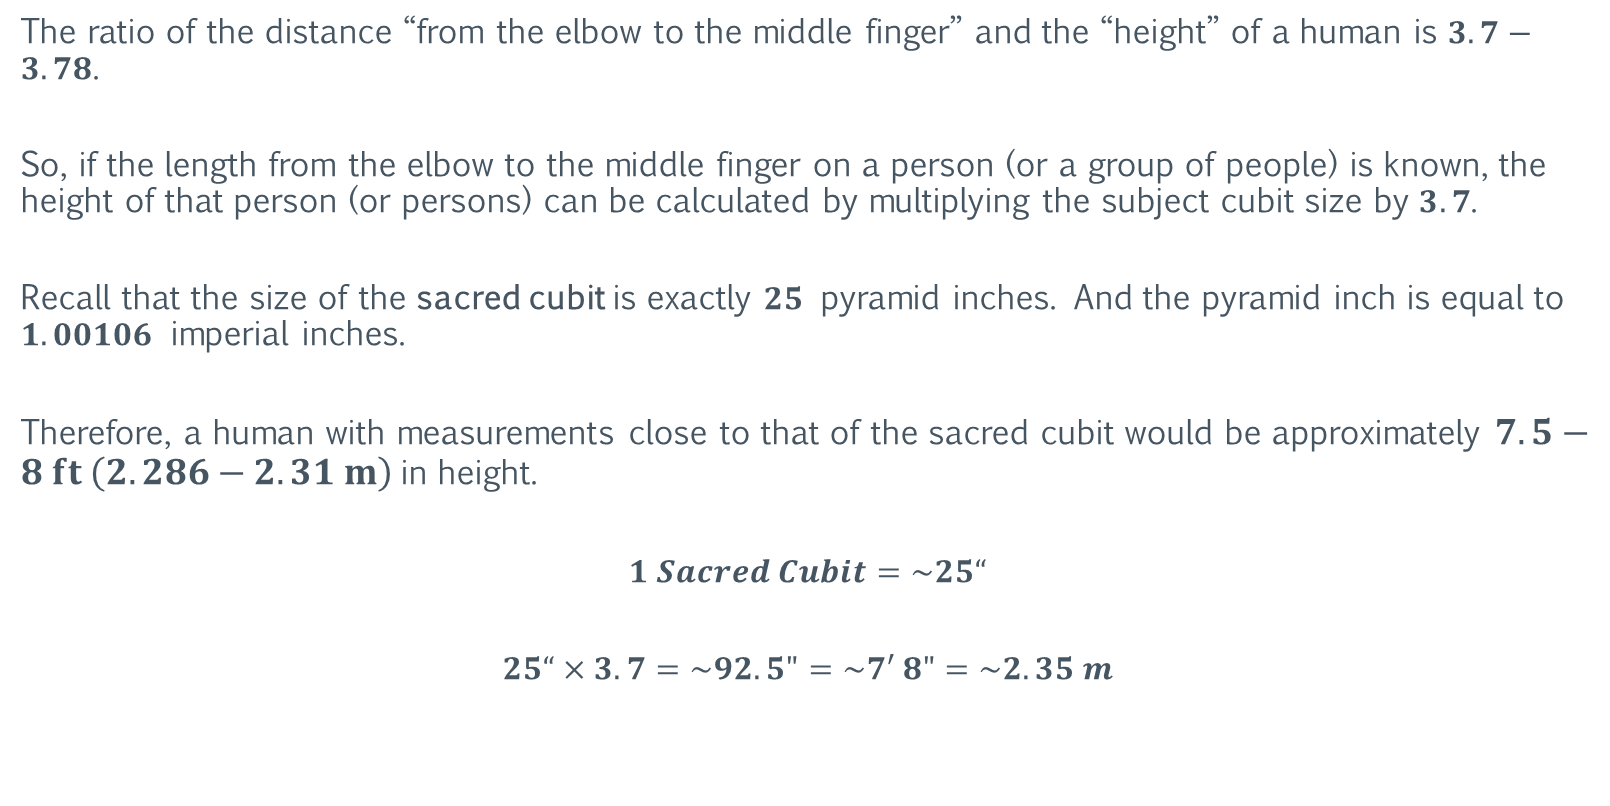 The ratio of the distance “from the elbow to the middle finger” and the “height” of a human is 3.7 –
3.78.
So, if the length from the elbow to the middle finger on a person (or a group of people) is known, the
height of that person (or persons) can be calculated by multiplying the subject cubit size by 3.7.
Recall that the size of the sacred cubit is exactly 25 pyramid inches. And the pyramid inch is equal to
1.00106 imperial inches.
Therefore, a human with measurements close to that of the sacred cubit would be approximately 7.5 –
8 ft (2.286 – 2.31 m) in height.
1 Sacred Cubit = ~25“
25“ × 3.7 = ~92.5" = ~7′ 8" = ~2.35 m